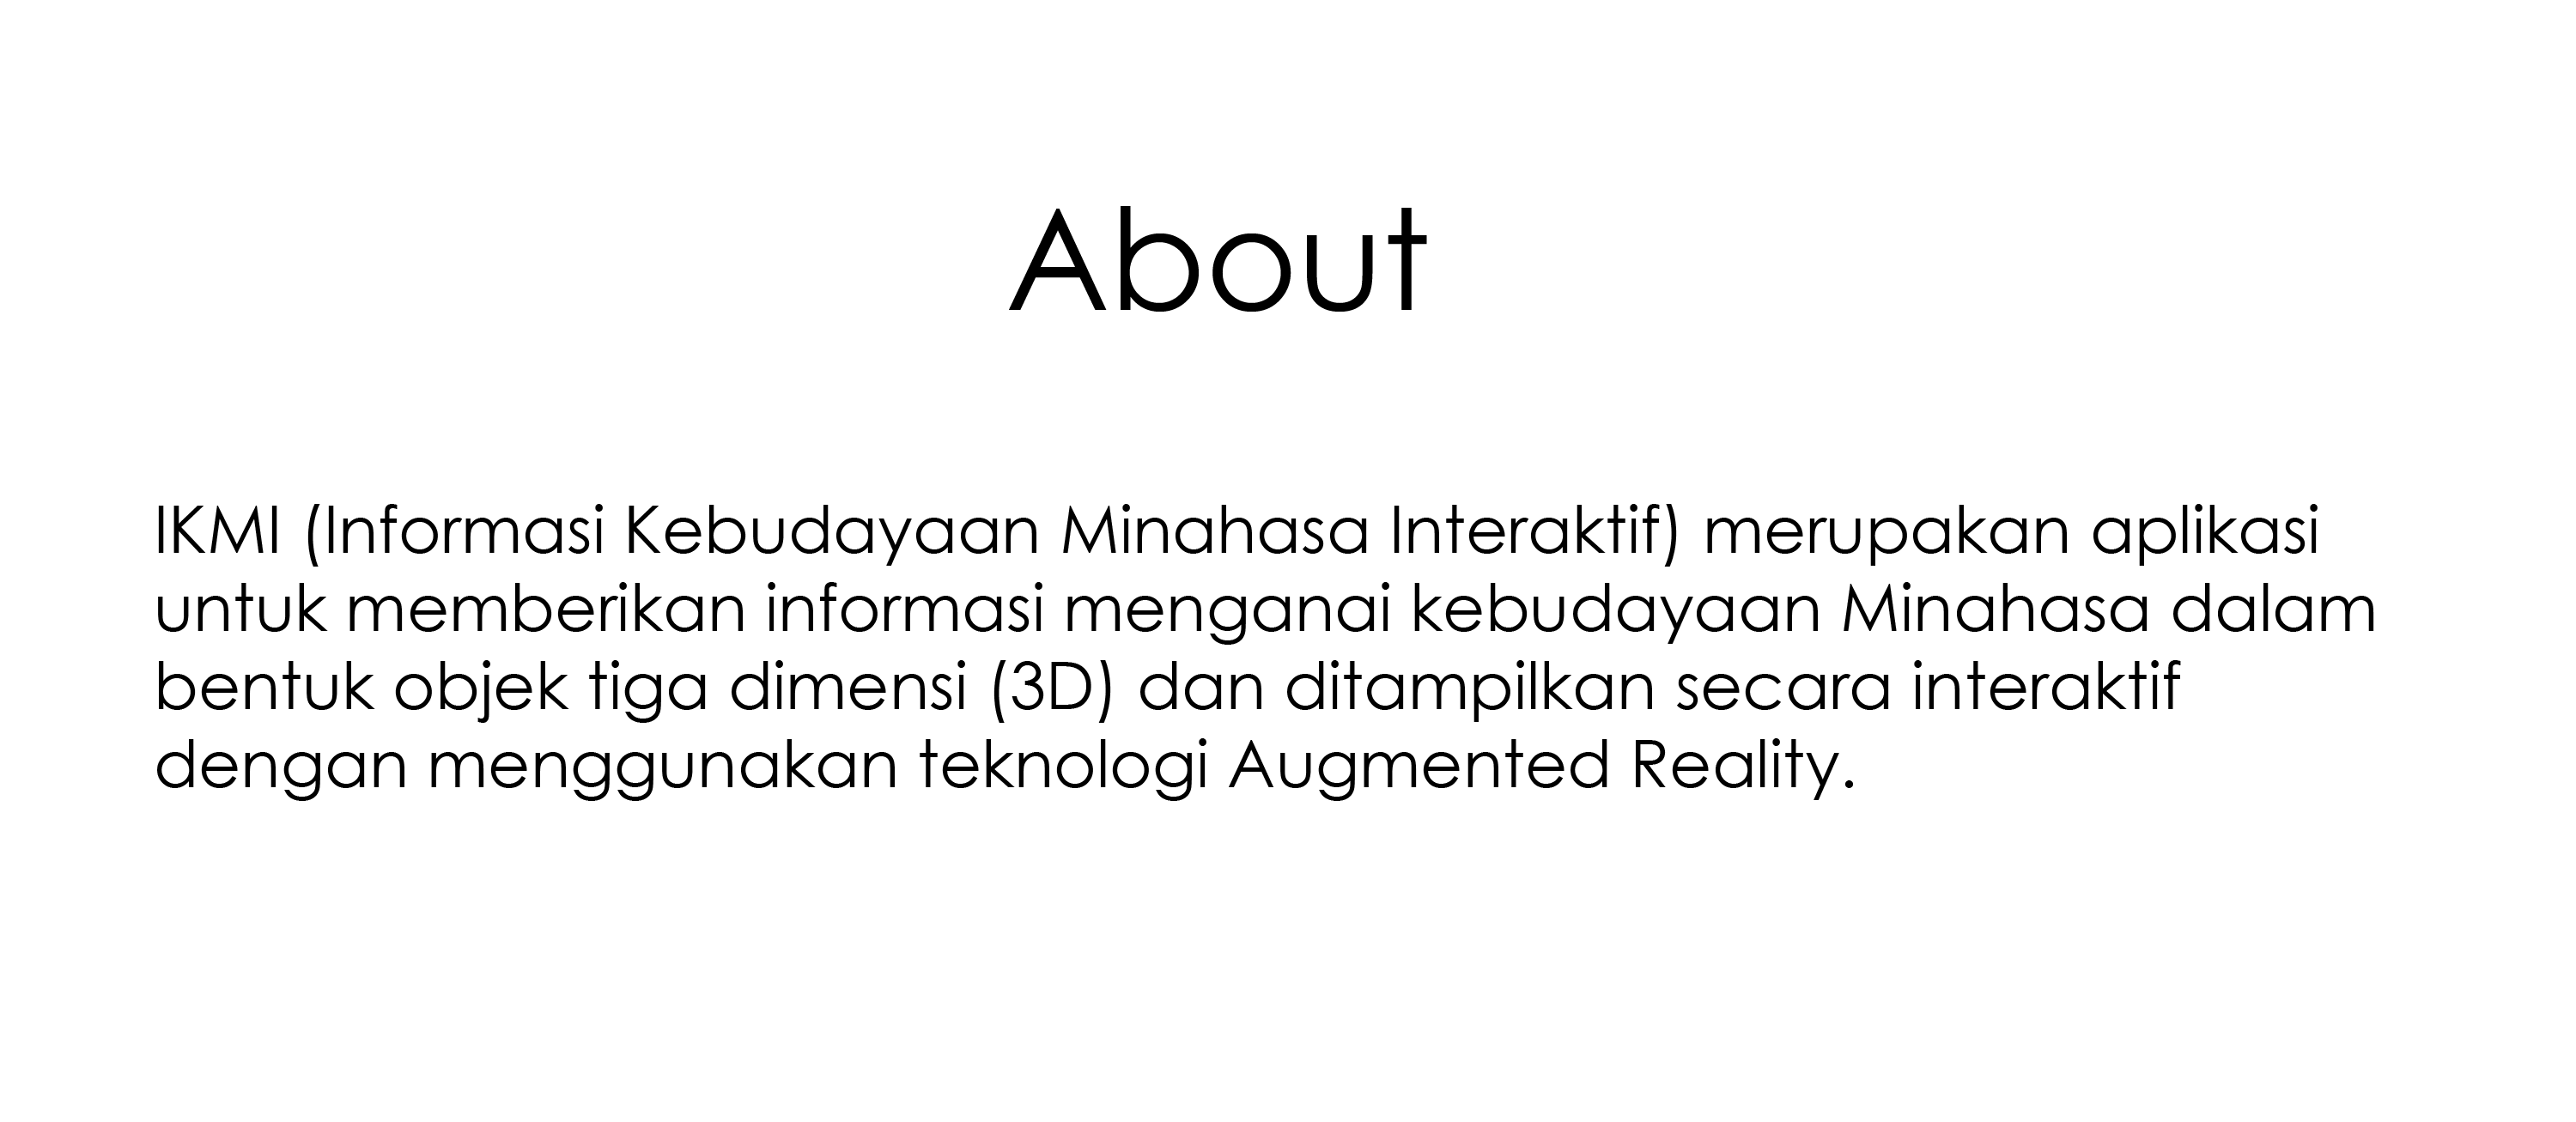 About
IKMI (Informasi Kebudayaan Minahasa Interaktif) merupakan aplikasi
untuk memberikan informasi menganai kebudayaan Minahasa dalam
bentuk objek tiga dimensi (3D) dan ditampilkan secara interaktif
dengan menggunakan teknologi Augmented Reality.